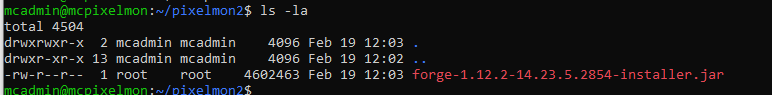 mcadmin@mcpixelmon:~/pixelmon2$ ls -la
total 4504
drwxrwxr-x  2 mcadmin mcadmin    4096 Feb 19 12:03 .
drwxr-xr-x 13 mcadmin mcadmin    4096 Feb 19 12:02 ..
-rw-r--r--  1 root    root    4602463 Feb 19 12:03 forge-1.12.2-14.23.5.2854-installer.jar
mcadmin@mcpixelmon:~/pixelmon2$